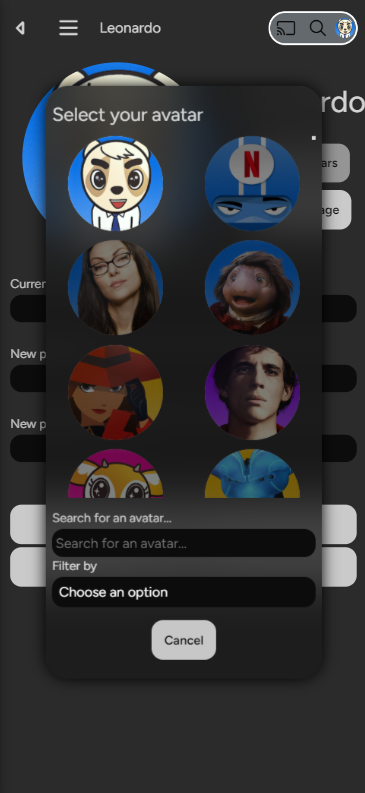 Leonardo
rdo
Select your avatar
N
ars
age
Curren
New p
New p
Search for an avatar...
Search for an avatar...
Filter by
Choose an option
Cancel